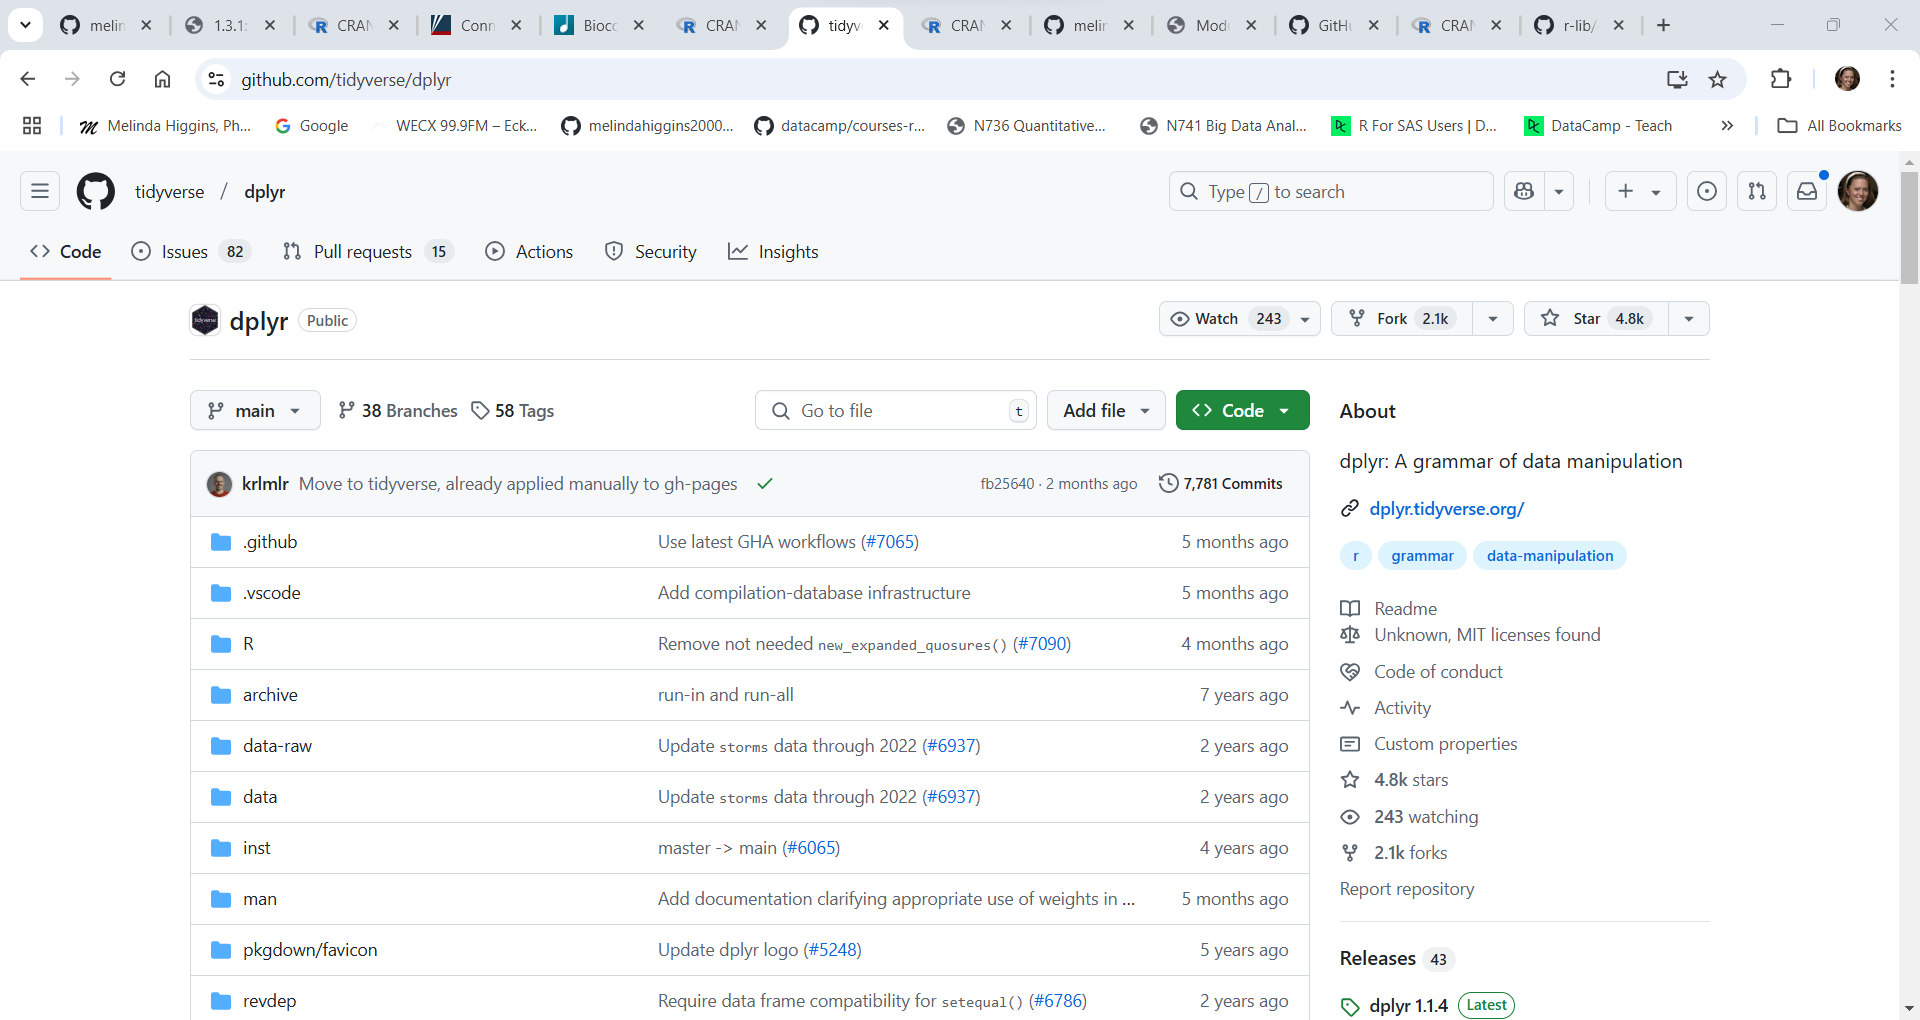 melin
1.3.1:
CRAN
Conn
Bioco
CRAN
tidyve
CRAN
melin
Modu
GitHu
CRAN
r-lib/
github.com/tidyverse/dplyr
Melinda Higgins, Ph...
Google
WECX 99.9FM – Eck...
melindahiggins2000...
datacamp/courses-r...
N736 Quantitative...
N741 Big Data Anal...
R For SAS Users | D...
DataCamp - Teach
All Bookmarks
tidyverse / dplyr
Type / to search
Code
Issues 82
Pull requests 15
Actions
Security
Insights
dplyr Public
Watch 243
Fork 2.1k
Star 4.8k
main
38 Branches
58 Tags
Go to file t
Add file
Code
krlmlr Move to tidyverse, already applied manually to gh-pages fb25640 · 2 months ago 7,781 Commits
.github Use latest GHA workflows (#7065) 5 months ago
.vscode Add compilation-database infrastructure 5 months ago
R Remove not needed new_expanded_quosures() (#7090) 4 months ago
archive run-in and run-all 7 years ago
data-raw Update storms data through 2022 (#6937) 2 years ago
data Update storms data through 2022 (#6937) 2 years ago
inst master -> main (#6065) 4 years ago
man Add documentation clarifying appropriate use of weights in ... 5 months ago
pkgdown/favicon Update dplyr logo (#5248) 5 years ago
revdep Require data frame compatibility for setequal() (#6786) 2 years ago
About
dplyr: A grammar of data manipulation
dplyr.tidyverse.org/
r grammar data-manipulation
Readme
Unknown, MIT licenses found
Code of conduct
Activity
Custom properties
4.8k stars
243 watching
2.1k forks
Report repository
Releases 43
dplyr 1.1.4 Latest